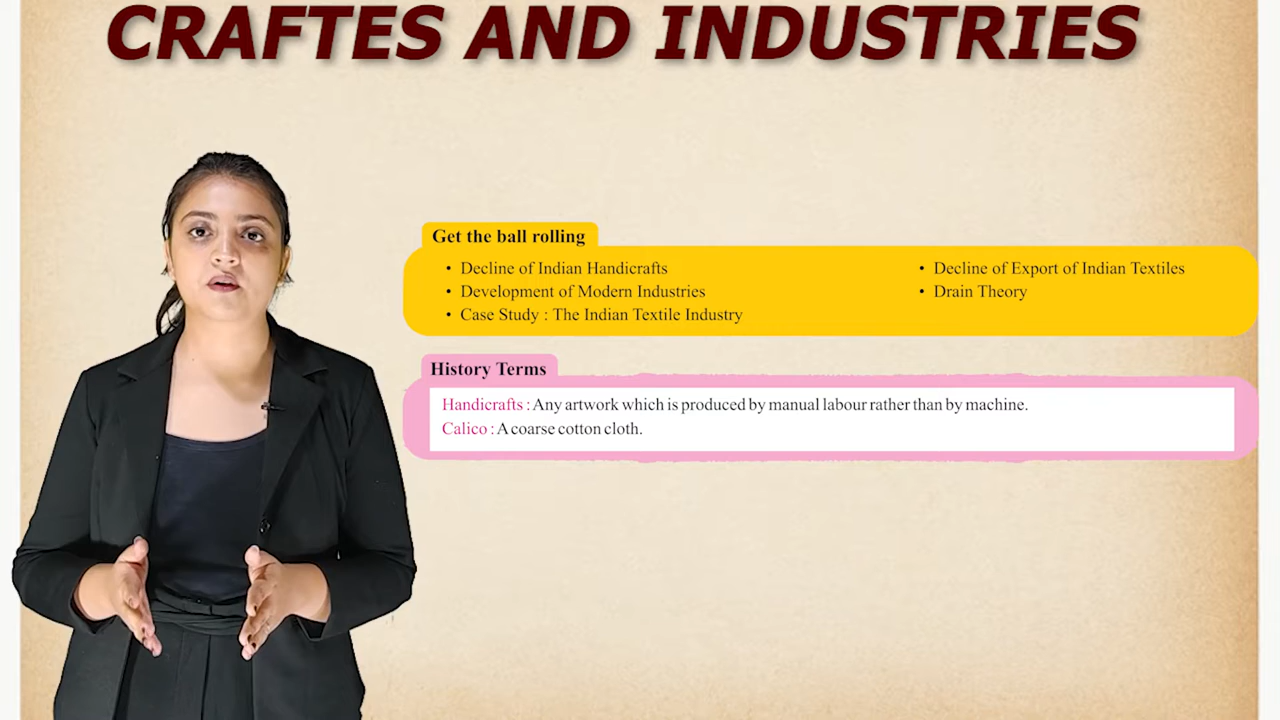 CRAFTES AND INDUSTRIES
Get the ball rolling
• Decline of Indian Handicrafts
• Development of Modern Industries
• Case Study : The Indian Textile Industry
• Decline of Export of Indian Textiles
• Drain Theory
History Terms
Handicrafts : Any artwork which is produced by manual labour rather than by machine.
Calico : A coarse cotton cloth.